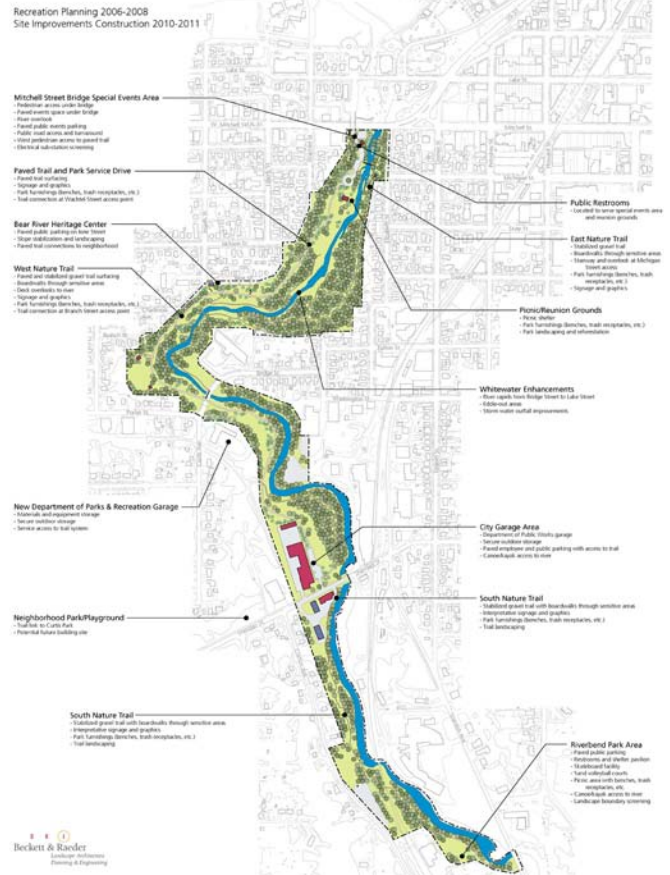 Recreation Planning 2006-2008
Site Improvements Construction 2010-2011
Mitchell Street Bridge Special Events Area
- Pedestrian access under bridge
- Paved events space under bridge
- River overlook
- Paved public events parking
- Public road access and turnaround
- West pedestrian access to paved trail
- Electrical sub-station screening
Paved Trail and Park Service Drive
- Paved trail surfacing
- Signage and graphics
- Park furnishings (benches, trash receptacles, etc.)
- Trail connection at Wachtel Street access point
Bear River Heritage Center
- Paved public parking on
- Slope stabilization and landscaping
- Paved trail connections to neighborhood
West Nature Trail
- Paved and stabilized gravel trail surfacing
- Boardwalks through sensitive areas
- Deck overlooks to river
- Signage and graphics
- Park furnishings (benches, trash receptacles, etc.)
- Trail connection at Branch Street access point
New Department of Parks & Recreation Garage
- Materials and equipment storage
- Secure outdoor storage
- Service access to trail system
Neighborhood Park/Playground
- Trail link to Curtis Park
- Potential future building site
South Nature Trail
- Stabilized gravel trail with boardwalks through sensitive areas
- Interpretative signage and graphics
- Park furnishings (benches, trash receptacles, etc.)
- Trail landscaping
Public Restrooms
- Located to serve special events area
and reunion grounds
East Nature Trail
- Stabilized gravel trail
- Boardwalks through sensitive areas
- Stairway and overlook at Michigan
Street access
- Park furnishings (benches, trash
receptacles, etc.)
- Signage and graphics
Picnic/Reunion Grounds
- Picnic shelter
- Park furnishings (benches, trash receptacles, etc.)
- Park landscaping and reforestation
Whitewater Enhancements
- River rapids from Bridge Street to Lake Street
- Eddie-out areas
- Storm water outfall improvements
City Garage Area
- Department of Public Works garage
- Secure outdoor storage
- Paved employee and public parking with access to trail
- Canoe/kayak access to river
South Nature Trail
- Stabilized gravel trail with boardwalks through sensitive areas
- Interpretative signage and graphics
- Park furnishings (benches, trash receptacles, etc.)
- Trail landscaping
Riverbend Park Area
- Paved public parking
- Restrooms and shelter pavilion
- Skateboard facility
- Sand volleyball courts
- Picnic area with benches, trash
receptacles, etc.
- Canoe/kayak access to river
- Landscape boundary screening
Beckett & Raeder
Landscape Architecture
Planning & Engineering